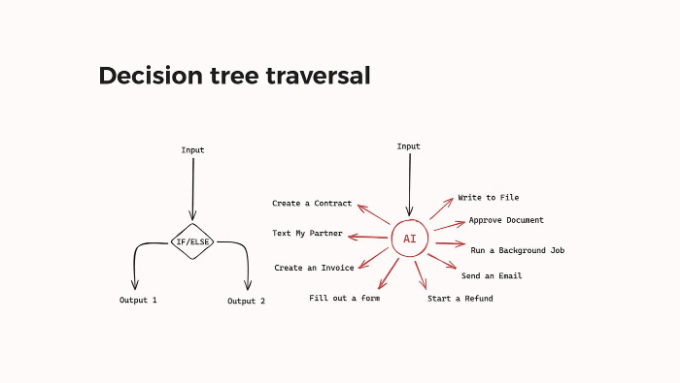 Decision tree traversal
Input
IF/ELSE
Output 1
Output 2
Input
AI
Create a Contract
Text My Partner
Create an Invoice
Fill out a form
Write to File
Approve Document
Run a Background Job
Send an Email
Start a Refund